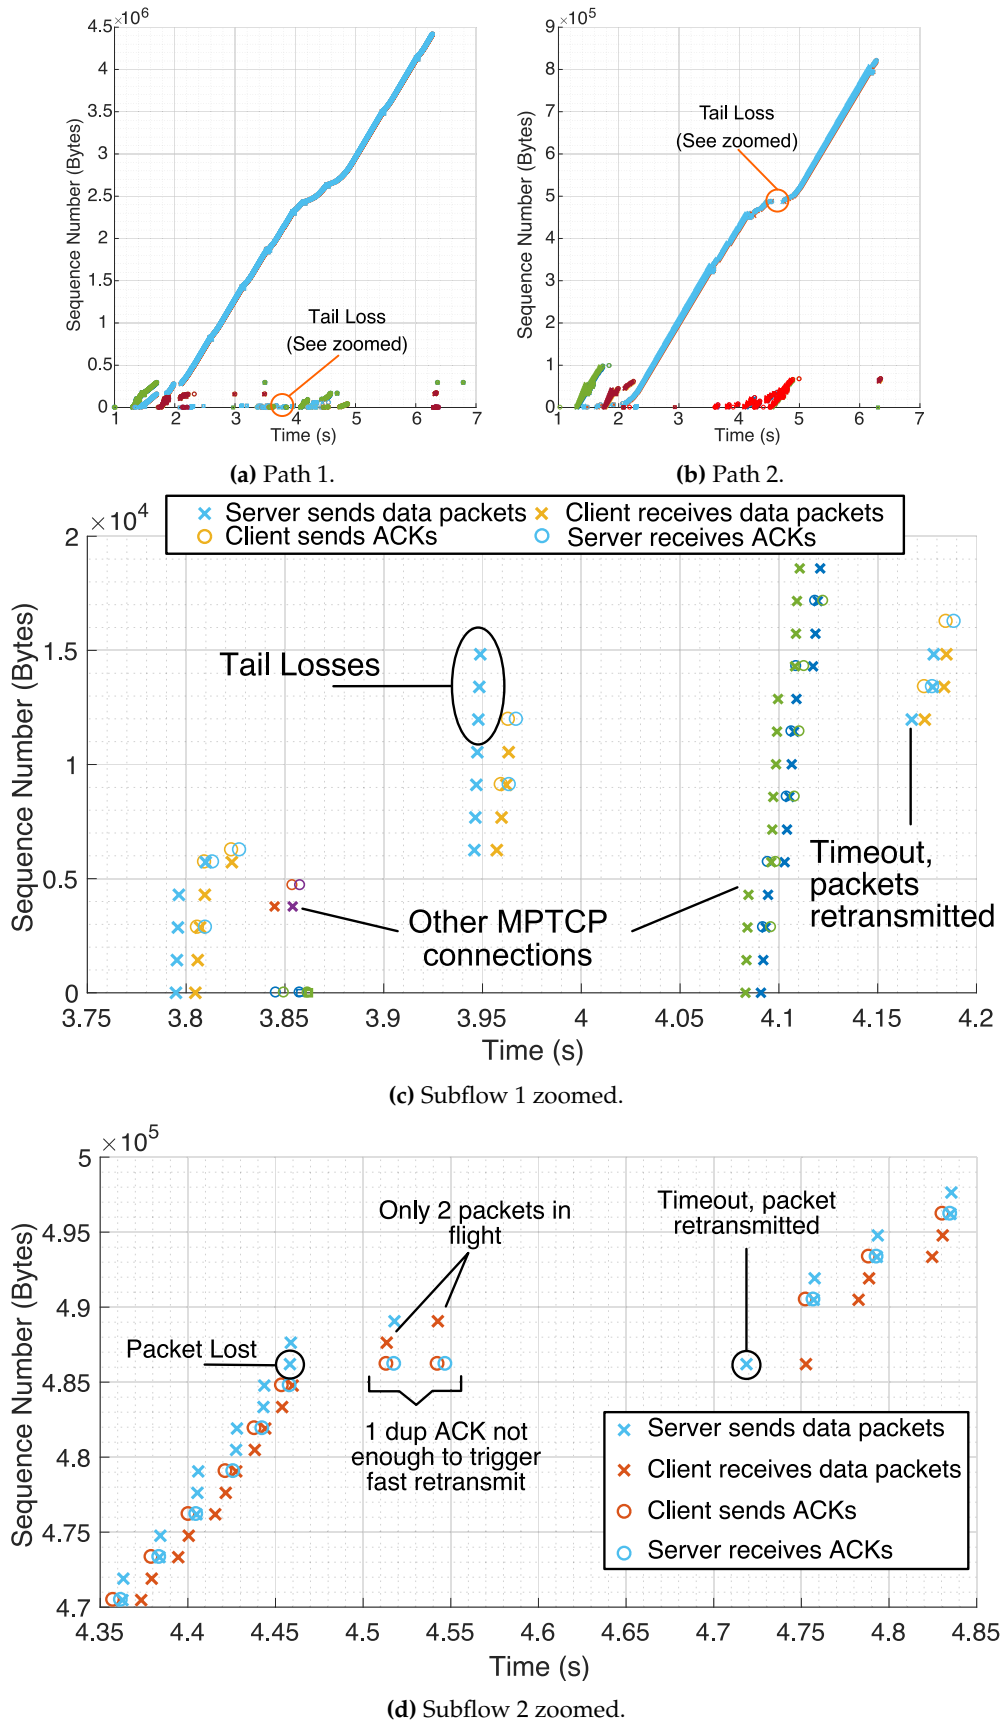 ×10^6
4.5
4
3.5
3
2.5
2
1.5
1
0.5
0
Sequence Number (Bytes)
Tail Loss
(See zoomed)
1 2 3 4 5 6 7
Time (s)
(a) Path 1.
×10^5
9
8
7
6
5
4
3
2
1
0
Sequence Number (Bytes)
Tail Loss
(See zoomed)
1 2 3 4 5 6 7
Time (s)
(b) Path 2.
Server sends data packets
Client receives data packets
Client sends ACKs
Server receives ACKs
×10^4
2
1.5
1
0.5
0
Sequence Number (Bytes)
Tail Losses
Other MPTCP
connections
Timeout,
packets
retransmitted
3.75 3.8 3.85 3.9 3.95 4 4.05 4.1 4.15 4.2
Time (s)
(c) Subflow 1 zoomed.
×10^5
5
4.95
4.9
4.85
4.8
4.75
4.7
Sequence Number (Bytes)
Only 2 packets in
flight
Timeout, packet
retransmitted
Packet Lost
1 dup ACK not
enough to trigger
fast retransmit
Server sends data packets
Client receives data packets
Client sends ACKs
Server receives ACKs
4.35 4.4 4.45 4.5 4.55 4.6 4.65 4.7 4.75 4.8 4.85
Time (s)
(d) Subflow 2 zoomed.